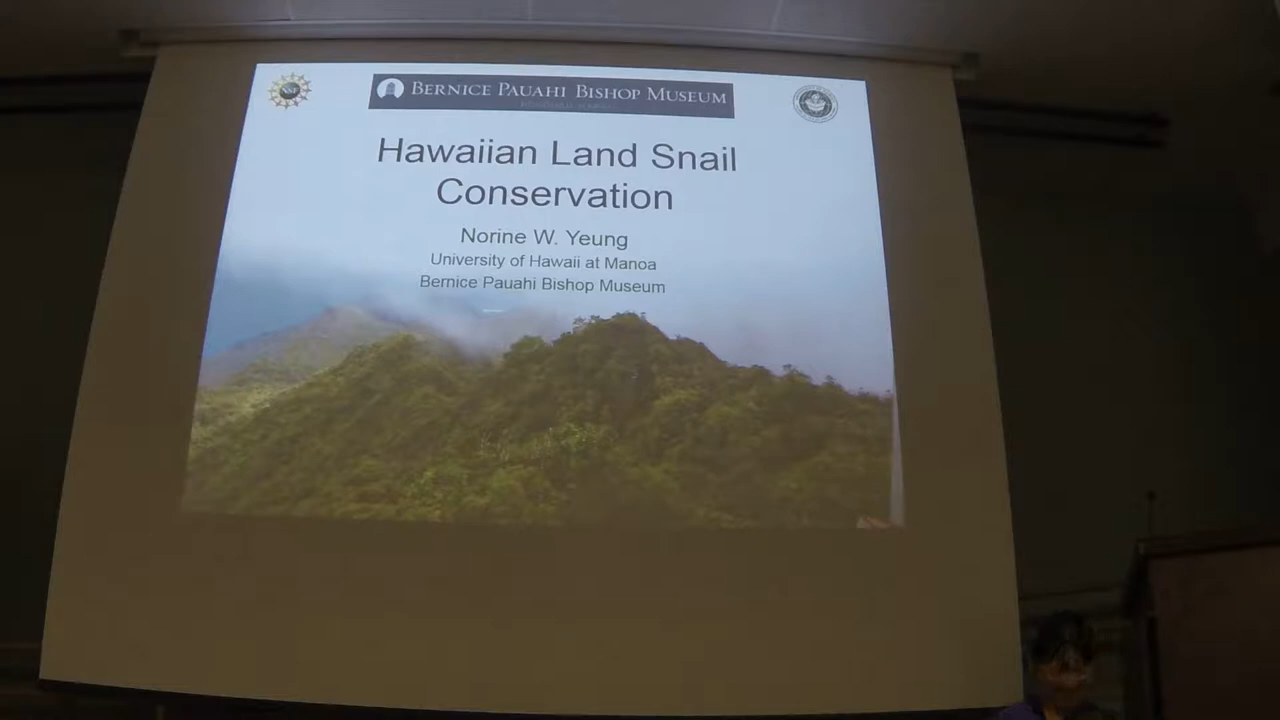 BERNICE PAUAHI BISHOP MUSEUM
Hawaiian Land Snail
Conservation
Norine W. Yeung
University of Hawaii at Manoa
Bernice Pauahi Bishop Museum